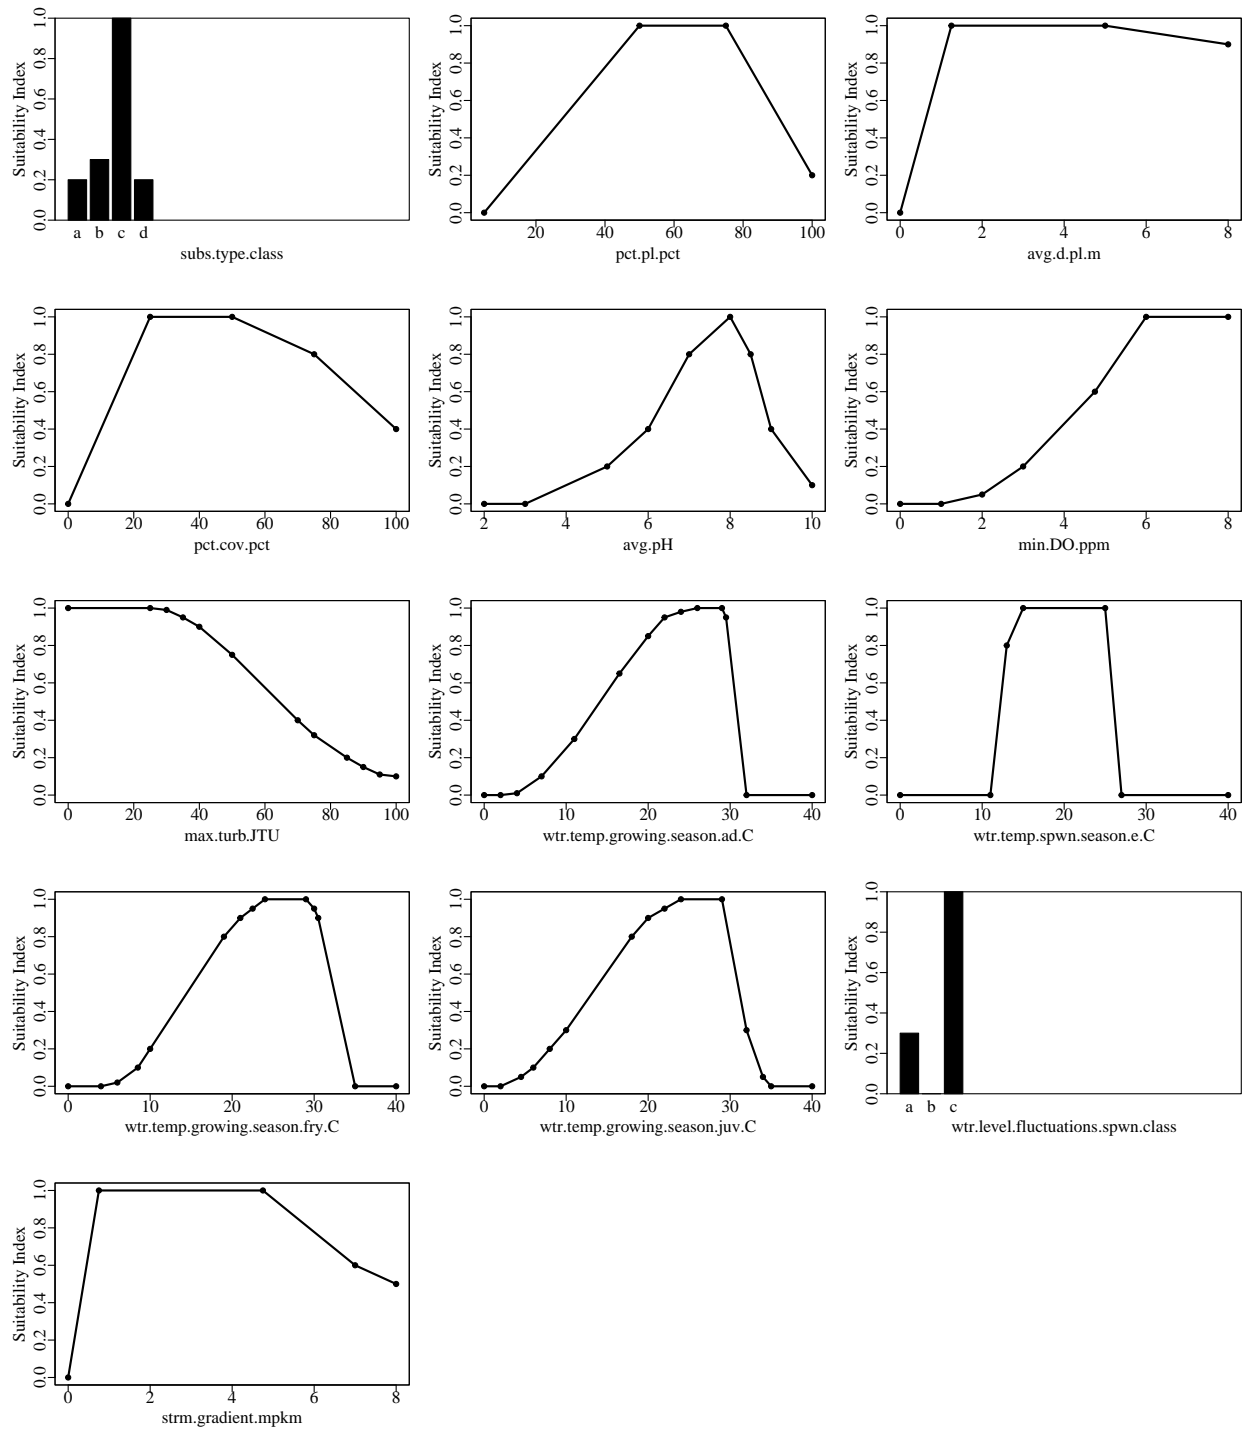 Suitability Index
0.0 0.2 0.4 0.6 0.8 1.0
a b c d
subs.type.class
Suitability Index
0.0 0.2 0.4 0.6 0.8 1.0
20 40 60 80 100
pct.pl.pct
Suitability Index
0.0 0.2 0.4 0.6 0.8 1.0
0 2 4 6 8
avg.d.pl.m
Suitability Index
0.0 0.2 0.4 0.6 0.8 1.0
0 20 40 60 80 100
pct.cov.pct
Suitability Index
0.0 0.2 0.4 0.6 0.8 1.0
2 4 6 8 10
avg.pH
Suitability Index
0.0 0.2 0.4 0.6 0.8 1.0
0 2 4 6 8
min.DO.ppm
Suitability Index
0.0 0.2 0.4 0.6 0.8 1.0
0 20 40 60 80 100
max.turb.JTU
Suitability Index
0.0 0.2 0.4 0.6 0.8 1.0
0 10 20 30 40
wtr.temp.growing.season.ad.C
Suitability Index
0.0 0.2 0.4 0.6 0.8 1.0
0 10 20 30 40
wtr.temp.spwn.season.e.C
Suitability Index
0.0 0.2 0.4 0.6 0.8 1.0
0 10 20 30 40
wtr.temp.growing.season.fry.C
Suitability Index
0.0 0.2 0.4 0.6 0.8 1.0
0 10 20 30 40
wtr.temp.growing.season.juv.C
Suitability Index
0.0 0.2 0.4 0.6 0.8 1.0
a b c
wtr.level.fluctuations.spwn.class
Suitability Index
0.0 0.2 0.4 0.6 0.8 1.0
0 2 4 6 8
strm.gradient.mpkm